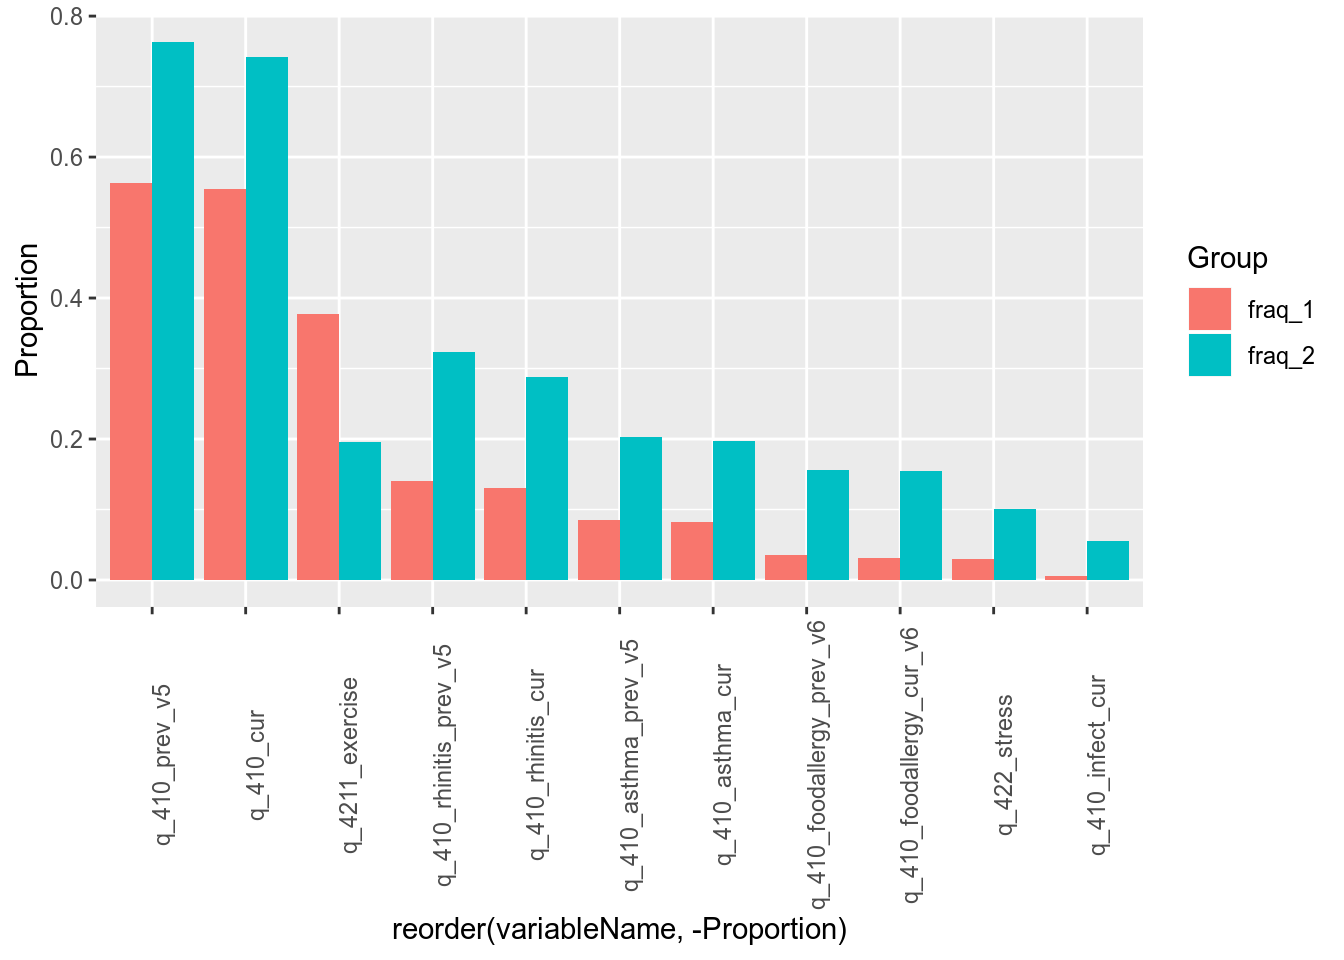 0.8
0.6
0.4
0.2
0.0
Proportion
q_410_prev_v5
q_410_cur
q_4211_exercise
q_410_rhinitis_prev_v5
q_410_rhinitis_cur
q_410_asthma_prev_v5
q_410_asthma_cur
q_410_foodallergy_prev_v6
q_410_foodallergy_cur_v6
q_422_stress
q_410_infect_cur
reorder(variableName, -Proportion)
Group
fraq_1
fraq_2